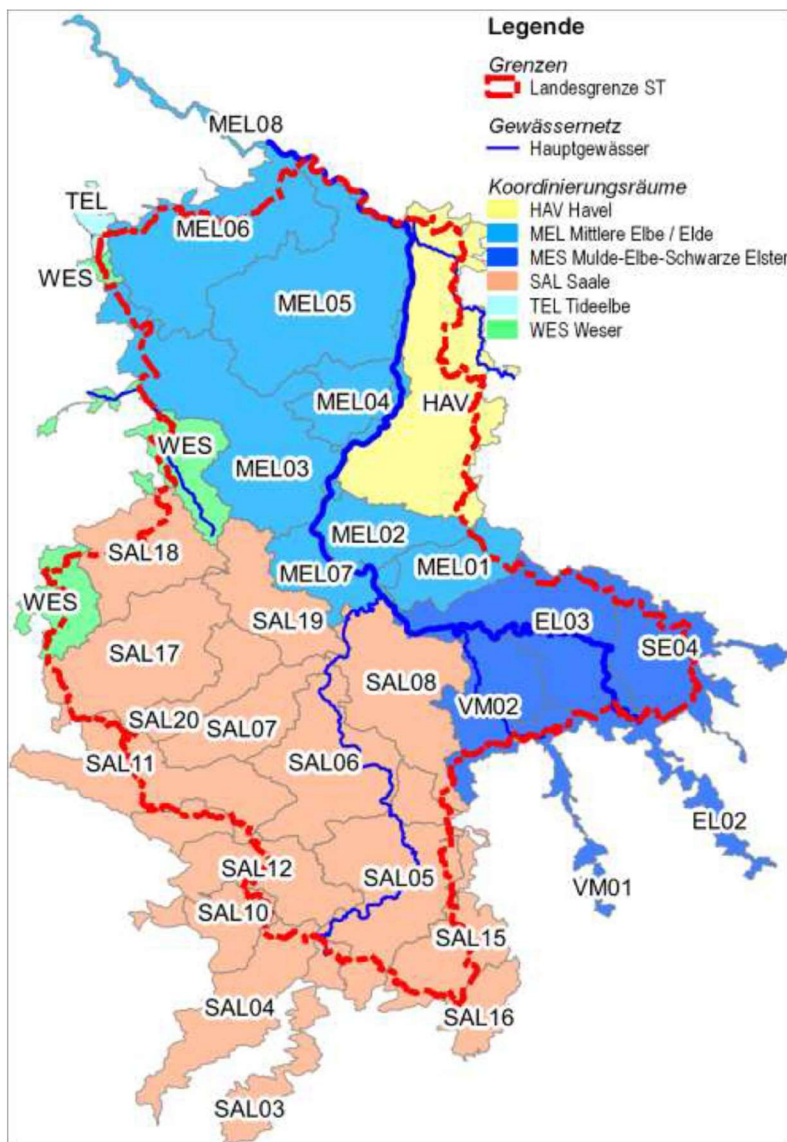 Legende
Grenzen
Landesgrenze ST
Gewässernetz
Hauptgewässer
Koordinierungsräume
HAV Havel
MEL Mittlere Elbe / Elde
MES Mulde-Elbe-Schwarze Elster
SAL Saale
TEL Tideelbe
WES Weser
MEL08
TEL
MEL06
WES
MEL05
MEL04
HAV
WES
MEL03
MEL02
SAL18
MEL07
MEL01
WES
SAL19
EL03
SE04
SAL17
SAL08
VM02
SAL20
SAL07
SAL11
SAL06
EL02
SAL12
SAL05
VM01
SAL10
SAL15
SAL04
SAL16
SAL03